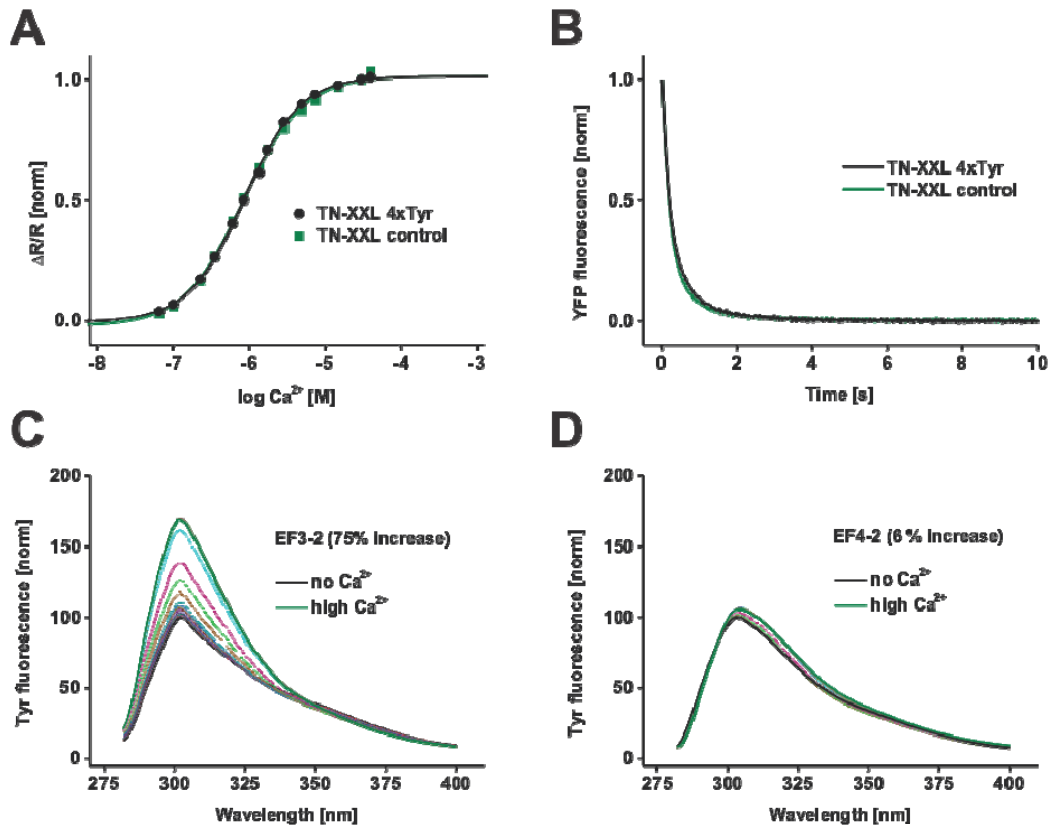 A
ΔR/R [norm]
1.0
0.5
0.0
TN-XXL 4xTyr
TN-XXL control
-8 -7 -6 -5 -4 -3
log Ca²⁺ [M]
B
YFP fluorescence [norm]
1.0
0.5
0.0
TN-XXL 4xTyr
TN-XXL control
0 2 4 6 8 10
Time [s]
C
Tyr fluorescence [norm]
200
150
100
50
0
EF3-2 (75% increase)
no Ca²⁺
high Ca²⁺
275 300 325 350 375 400
Wavelength [nm]
D
Tyr fluorescence [norm]
200
150
100
50
0
EF4-2 (6 % increase)
no Ca²⁺
high Ca²⁺
275 300 325 350 375 400
Wavelength [nm]